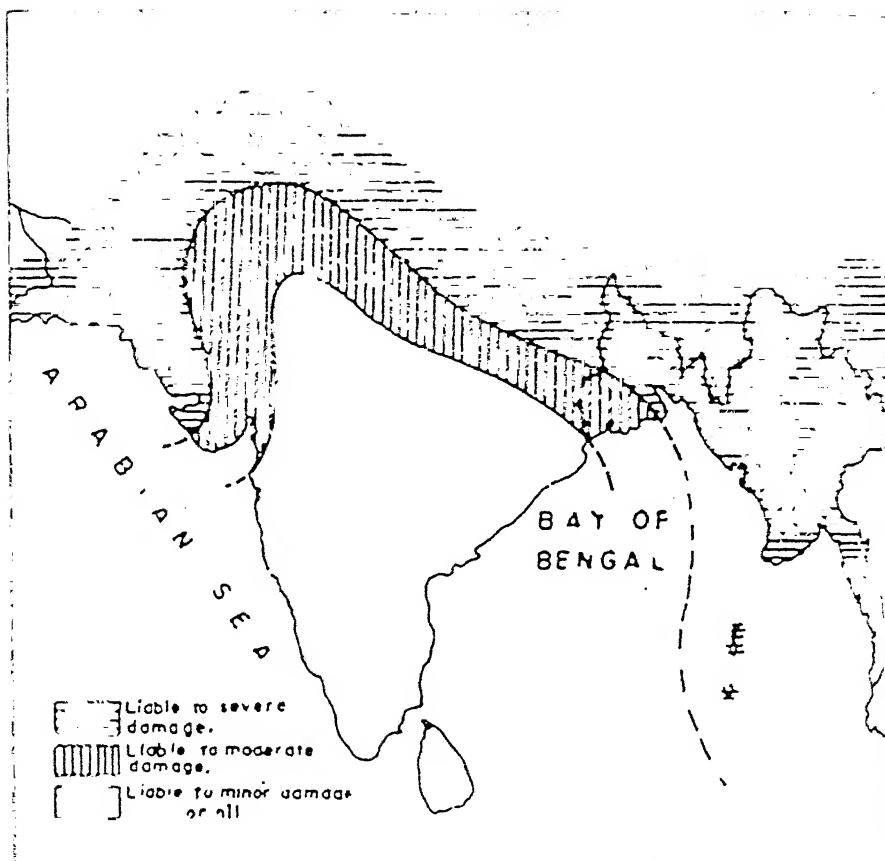 ARABIAN SEA
BAY OF
BENGAL
Liable to severe
damage.
Liable to moderate
damage.
Liable to minor damage
or nil